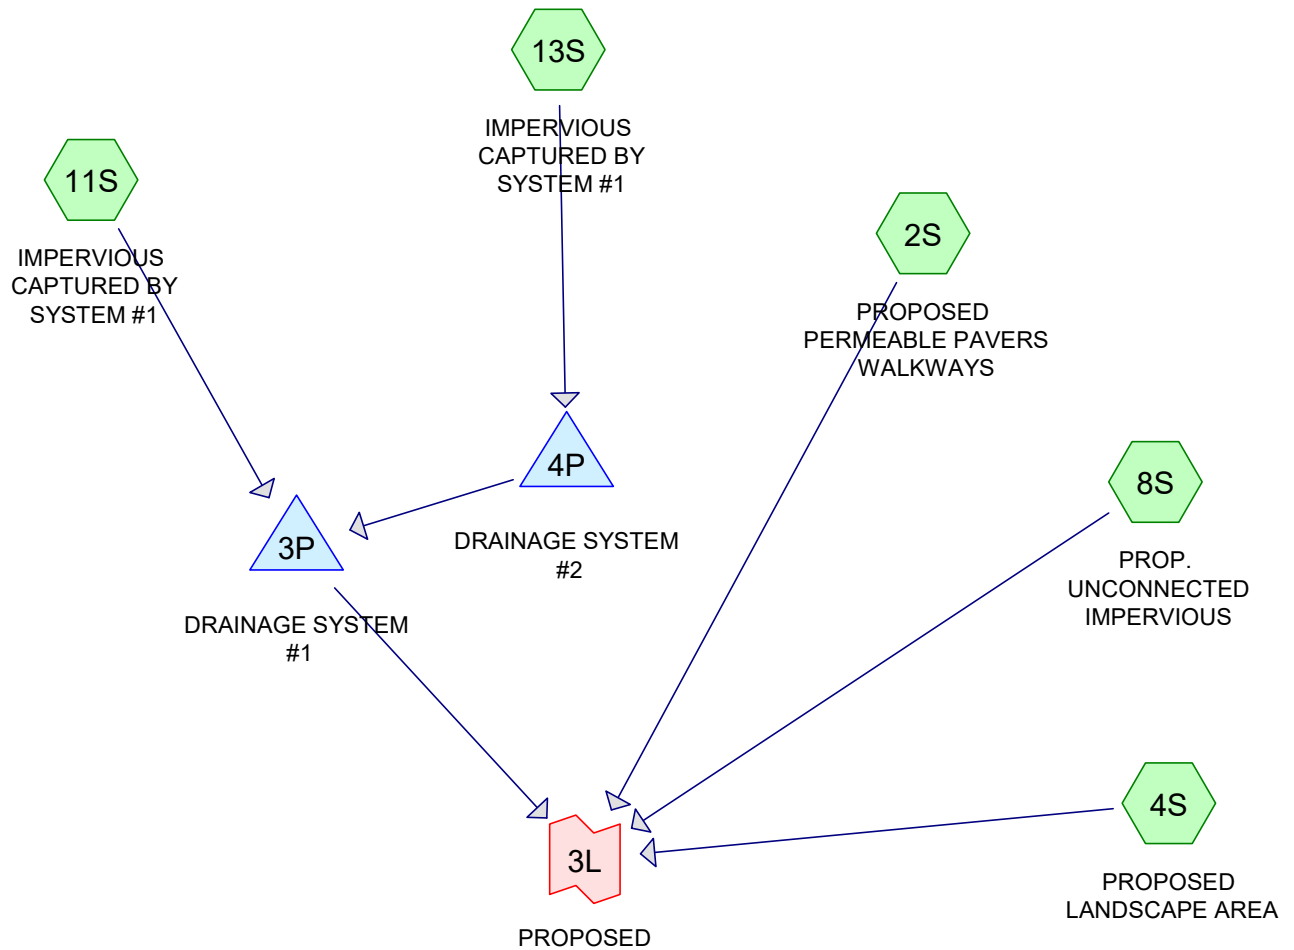 13S
IMPERVIOUS
CAPTURED BY
SYSTEM #1
11S
IMPERVIOUS
CAPTURED BY
SYSTEM #1
2S
PROPOSED
PERMEABLE PAVERS
WALKWAYS
4P
DRAINAGE SYSTEM
#2
8S
PROP.
UNCONNECTED
IMPERVIOUS
3P
DRAINAGE SYSTEM
#1
4S
PROPOSED
LANDSCAPE AREA
3L
PROPOSED